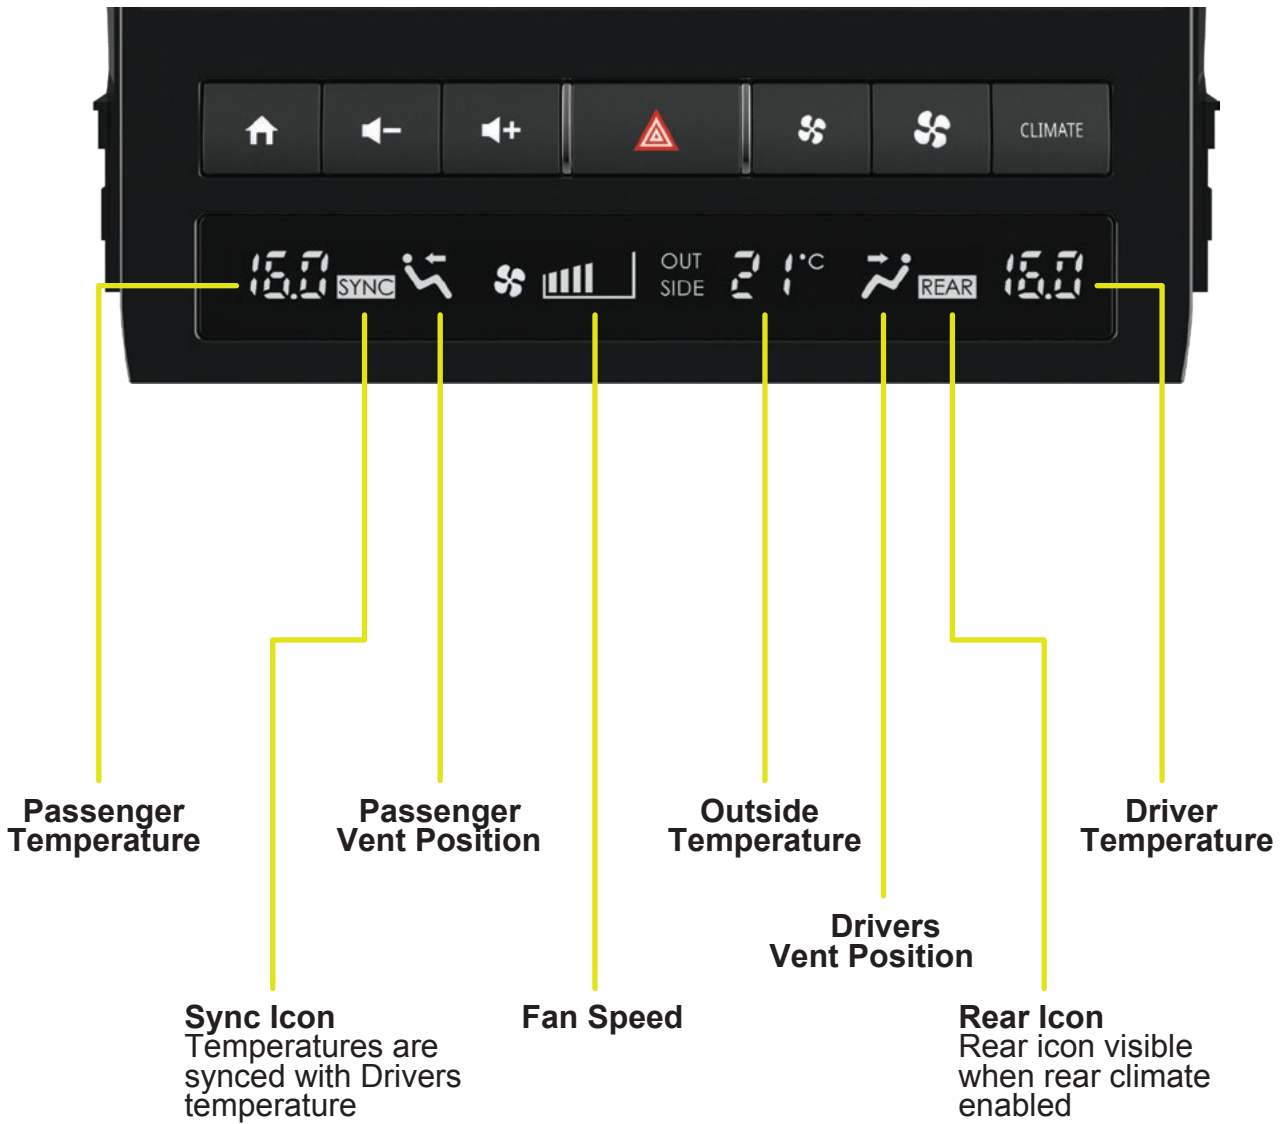 CLIMATE
16.0 SYNC OUT SIDE 21°C REAR 16.0
Passenger
Temperature
Passenger
Vent Position
Outside
Temperature
Driver
Temperature
Drivers
Vent Position
Sync Icon
Temperatures are
synced with Drivers
temperature
Fan Speed
Rear Icon
Rear icon visible
when rear climate
enabled